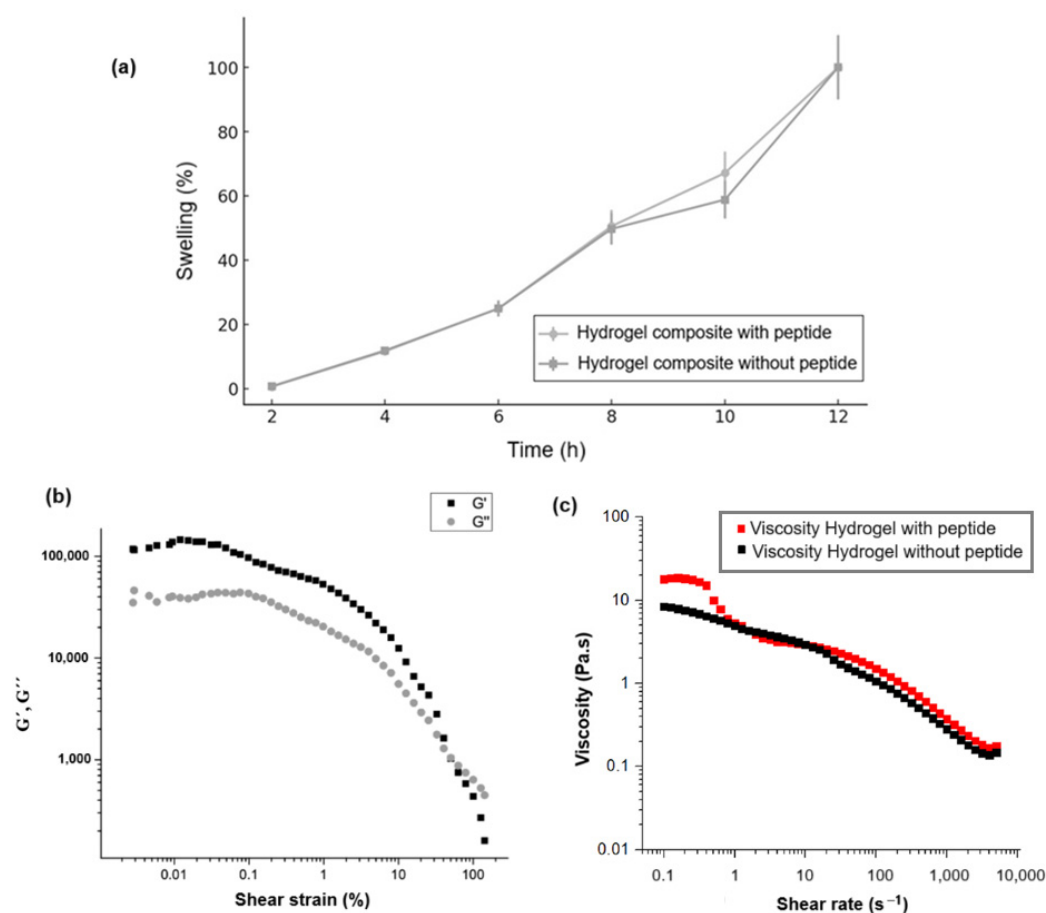 (a)
Swelling (%)
100
80
60
40
20
0
Hydrogel composite with peptide
Hydrogel composite without peptide
2 4 6 8 10 12
Time (h)
(b)
G'
G''
G′, G′′
100,000
10,000
1,000
0.01 0.1 1 10 100
Shear strain (%)
(c)
Viscosity Hydrogel with peptide
Viscosity Hydrogel without peptide
Viscosity (Pa.s)
100
10
1
0.1
0.01
0.1 1 10 100 1,000 5,000
Shear rate (s⁻¹)